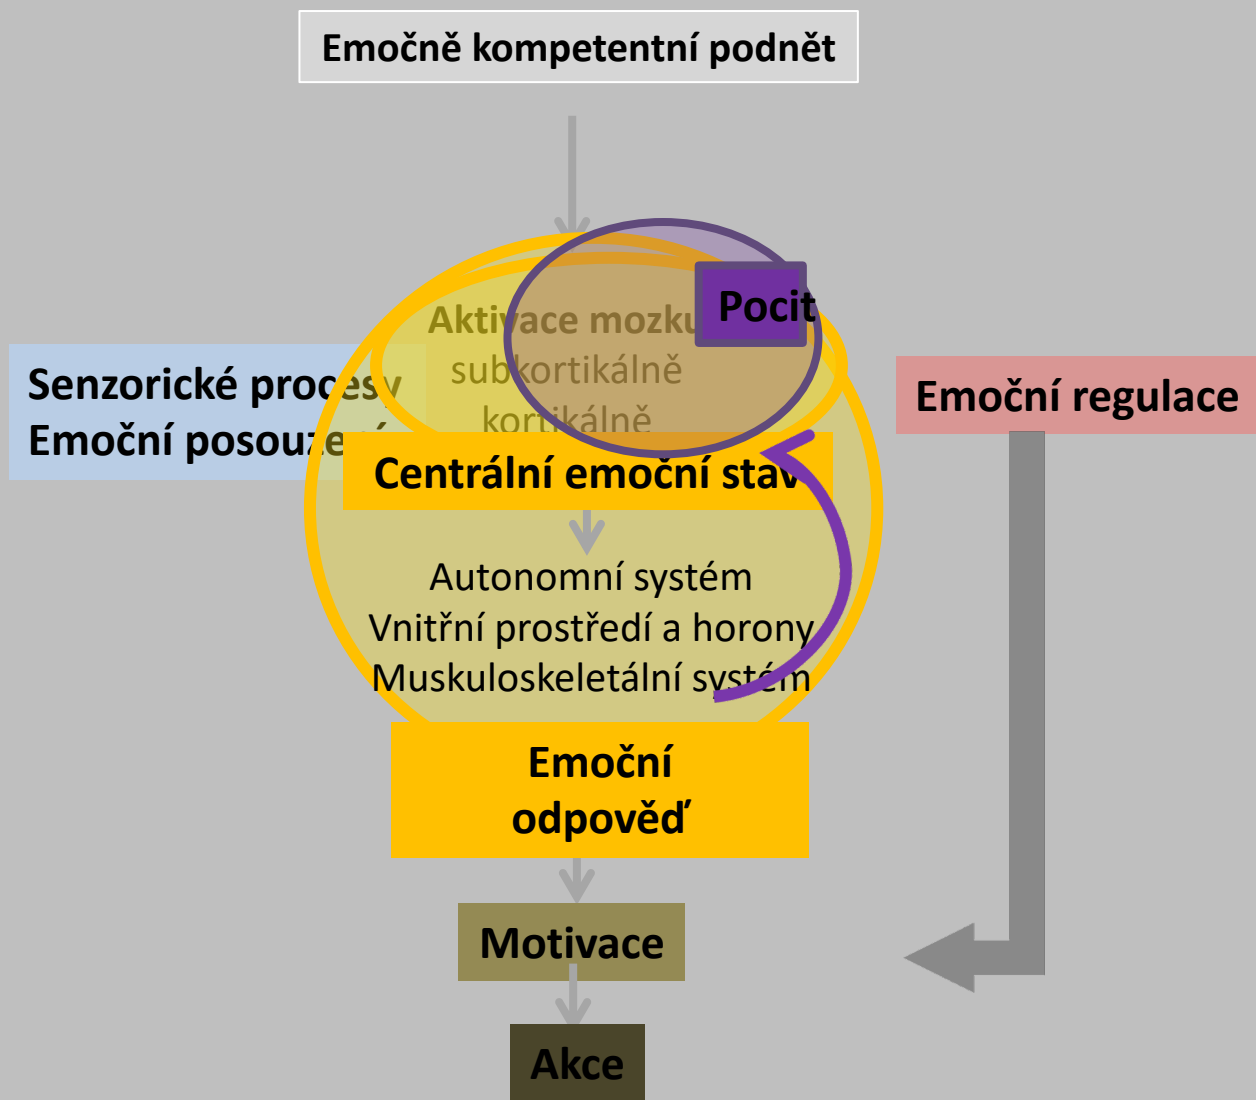 Emočně kompetentní podnět
Pocit
Aktivace mozku
subkortikálně
kortikálně
Senzorické procesy
Emoční posouzení
Emoční regulace
Centrální emoční stav
Autonomní systém
Vnitřní prostředí a horony
Muskuloskeletální systém
Emoční
odpověď
Motivace
Akce